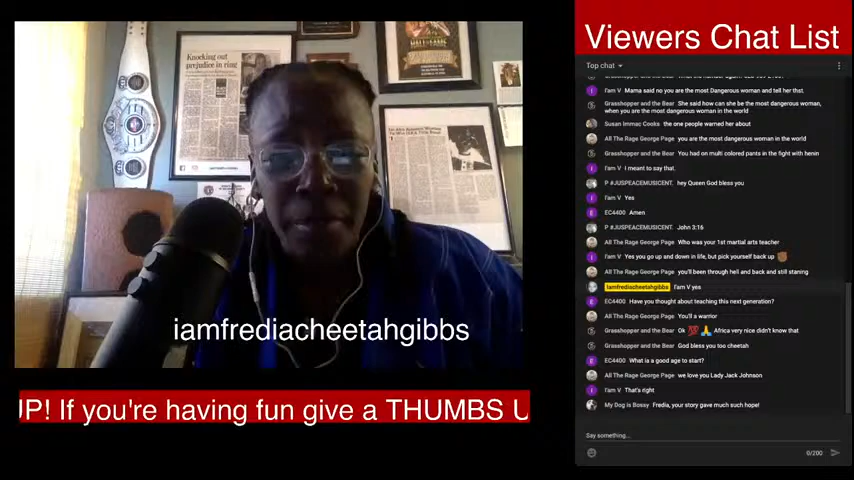 Knocking out
prejudice in ring
iamfrediacheetahgibbs
UP! If you're having fun give a THUMBS U
Viewers Chat List
Top chat
I'am V Mama said no you are the most Dangerous woman and tell her thst.
Grasshopper and the Bear She said how can she be the most dangerous woman,
when you are the most dangerous woman in the world
Susan Immac Cooks the one people warned her about
All The Rage George Page you are the most dangerous woman in the world
Grasshopper and the Bear You had on multi colored pants in the fight with henin
I'am V I meant to say that.
P #JUSPEACEMUSICENT. hey Queen God bless you
I'am V Yes
EC4400 Amen
P #JUSPEACEMUSICENT. John 3:16
All The Rage George Page Who was your 1st martial arts teacher
I'am V Yes you go up and down in life, but pick yourself back up
All The Rage George Page you'll been through hell and back and still staning
Iamfrediacheetahgibbs I'am V yes
EC4400 Have you thought about teaching this next generation?
All The Rage George Page You'll a warrior
Grasshopper and the Bear Ok 💯🙏 Africa very nice didn't know that
Grasshopper and the Bear God bless you too cheetah
EC4400 What is a good age to start?
All The Rage George Page we love you Lady Jack Johnson
I'am V That's right
My Dog is Bossy Fredia, your story gave much such hope!
Say something...
0/200